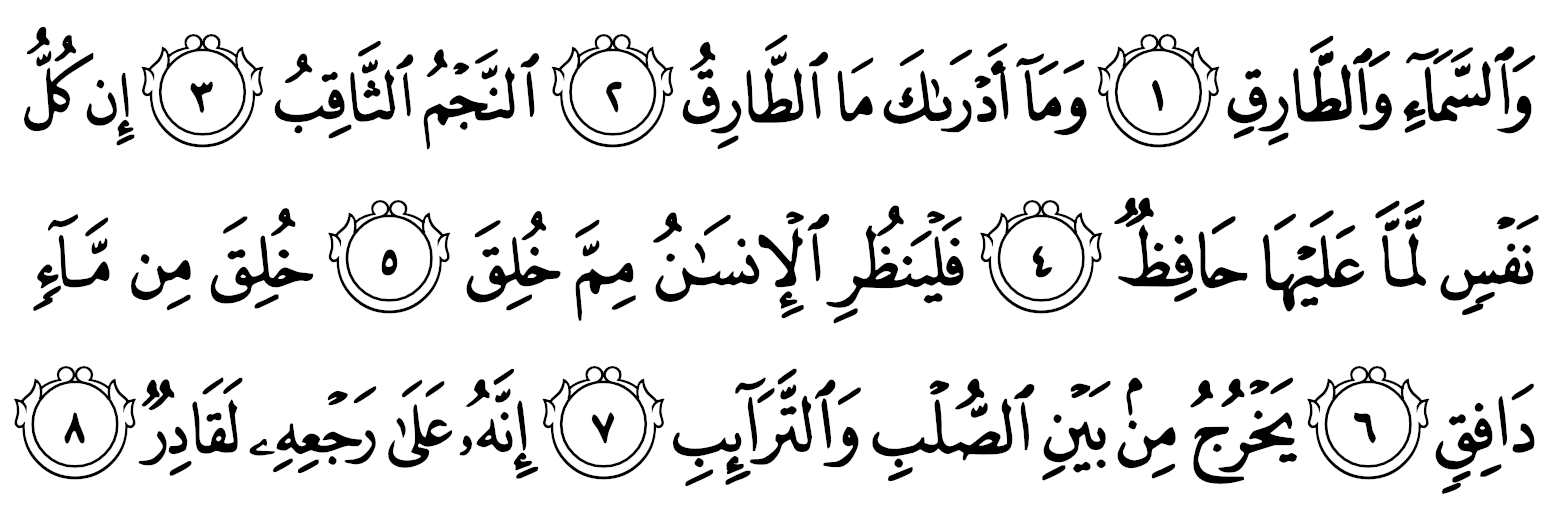 وَٱلسَّمَآءِ وَٱلطَّارِقِ ١ وَمَآ أَدْرَىٰكَ مَا ٱلطَّارِقُ ٢ ٱلنَّجْمُ ٱلثَّاقِبُ ٣ إِن كُلُّ
نَفْسٍ لَّمَّا عَلَيْهَا حَافِظٌ ٤ فَلْيَنظُرِ ٱلْإِنسَـٰنُ مِمَّ خُلِقَ ٥ خُلِقَ مِن مَّآءٍ
دَافِقٍ ٦ يَخْرُجُ مِنۢ بَيْنِ ٱلصُّلْبِ وَٱلتَّرَآئِبِ ٧ إِنَّهُۥ عَلَىٰ رَجْعِهِۦ لَقَادِرٌ ٨